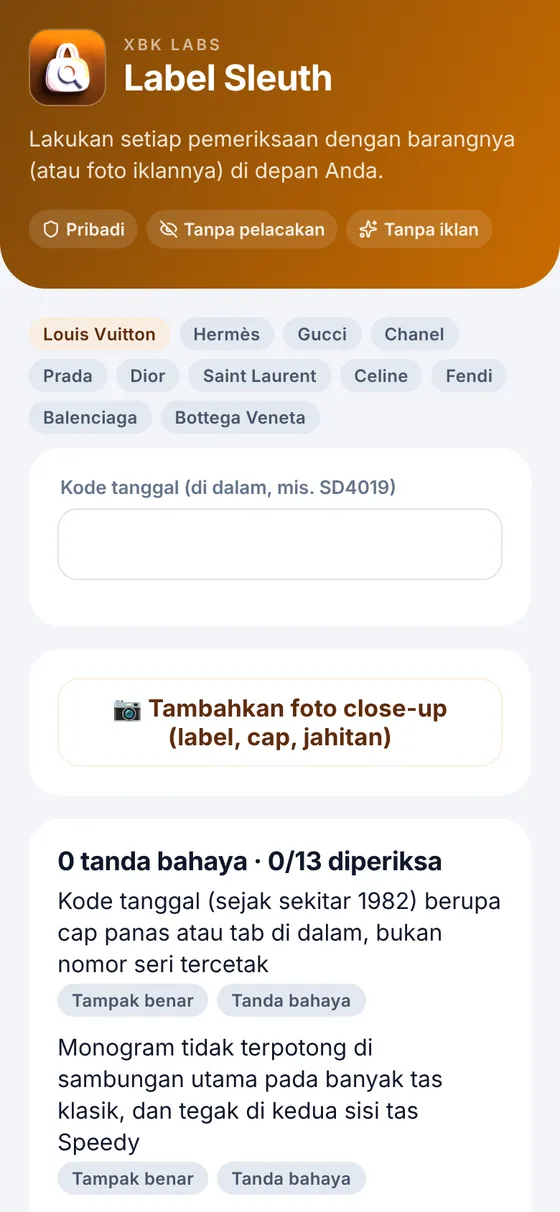 XBK LABS
Label Sleuth
Lakukan setiap pemeriksaan dengan barangnya
(atau foto iklannya) di depan Anda.
Pribadi
Tanpa pelacakan
Tanpa iklan
Louis Vuitton
Hermès
Gucci
Chanel
Prada
Dior
Saint Laurent
Celine
Fendi
Balenciaga
Bottega Veneta
Kode tanggal (di dalam, mis. SD4019)
📷 Tambahkan foto close-up
(label, cap, jahitan)
0 tanda bahaya · 0/13 diperiksa
Kode tanggal (sejak sekitar 1982) berupa
cap panas atau tab di dalam, bukan
nomor seri tercetak
Tampak benar
Tanda bahaya
Monogram tidak terpotong di
sambungan utama pada banyak tas
klasik, dan tegak di kedua sisi tas
Speedy
Tampak benar
Tanda bahaya